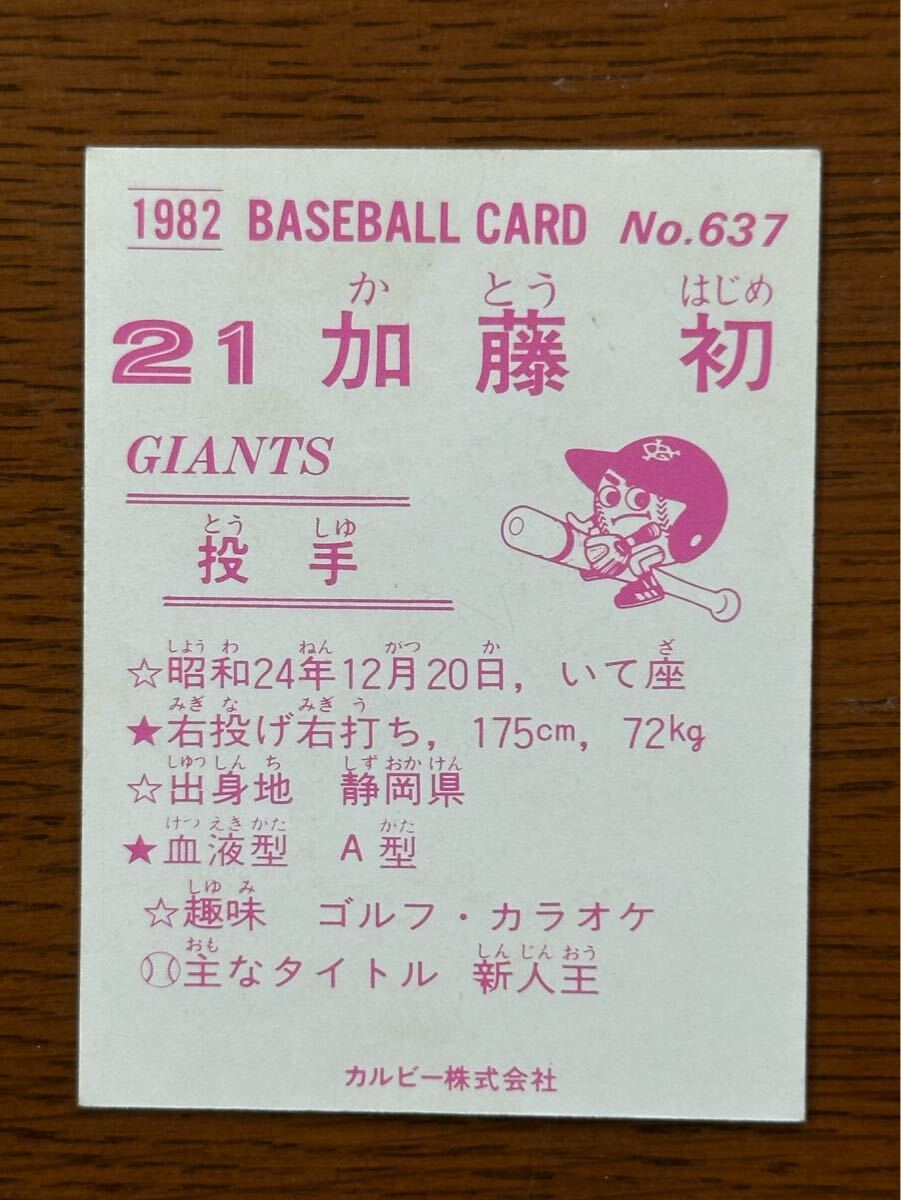 1982 BASEBALL CARD No.637
か とう はじめ
21 加藤 初
GIANTS
とう しゆ
投手
しよう わ ねん がつ か ざ
☆昭和24年12月20日, いて座
みぎ な みぎ う
★右投げ右打ち, 175cm, 72kg
しゆつ しん ち しず おか けん
☆出身地 静岡県
けつ えき がた がた
★血液型 A型
しゆ み
☆趣味 ゴルフ・カラオケ
おも しん じん おう
主なタイトル 新人王
カルビー株式会社